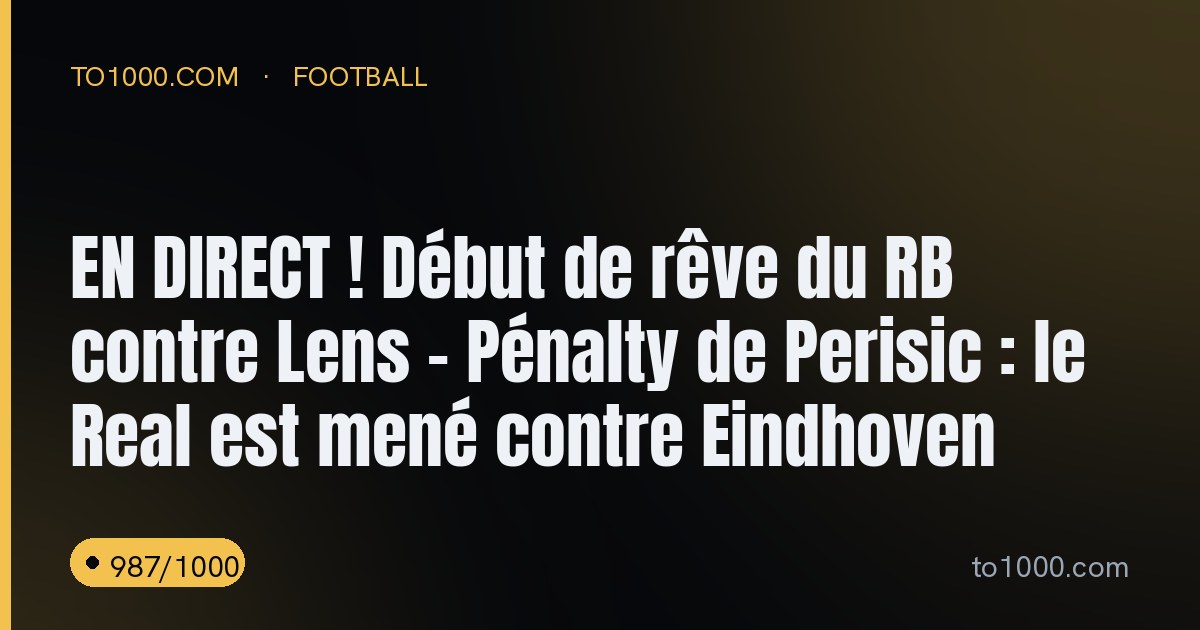 TO1000.COM · FOOTBALL
EN DIRECT ! Début de rêve du RB
contre Lens - Pénalty de Perisic : le
Real est mené contre Eindhoven
987/1000
to1000.com